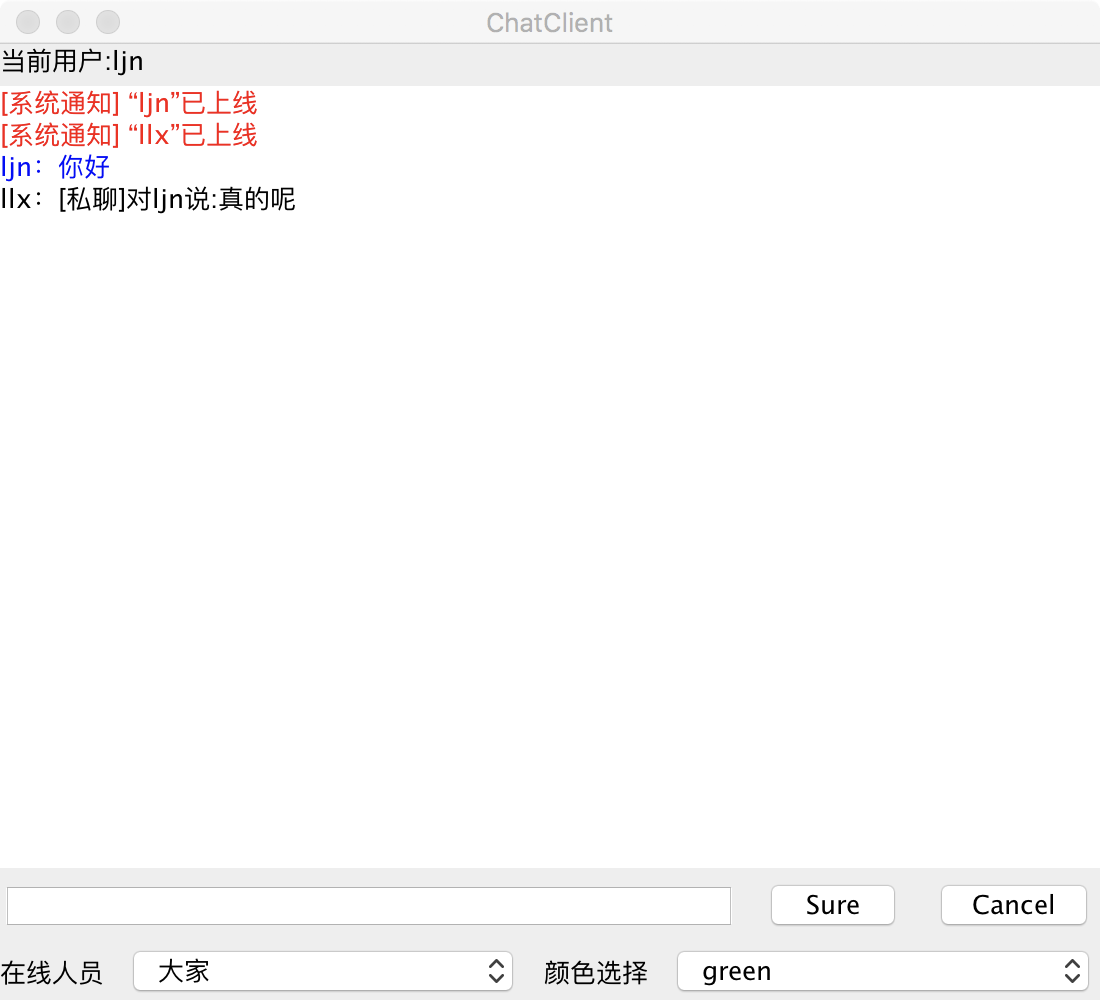 ChatClient
当前用户:ljn
[系统通知] “ljn”已上线
[系统通知] “llx”已上线
ljn：你好
llx：[私聊]对ljn说:真的呢
Sure Cancel
在线人员 大家 颜色选择 green